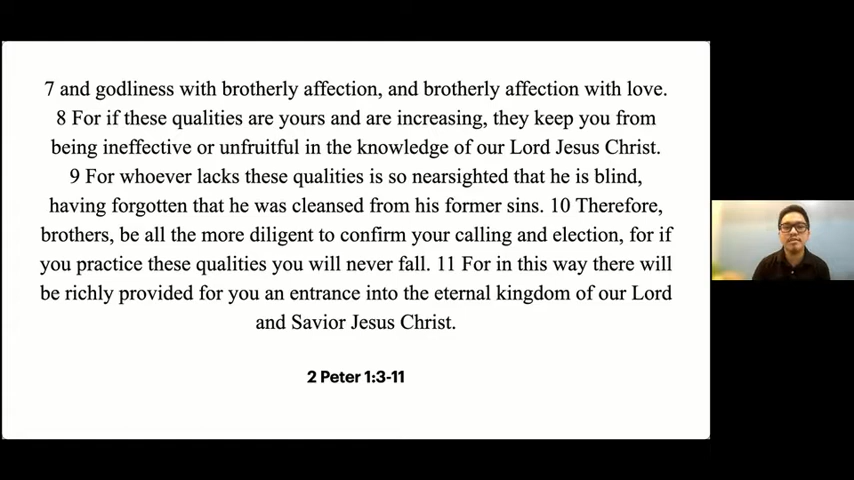 7 and godliness with brotherly affection, and brotherly affection with love.
8 For if these qualities are yours and are increasing, they keep you from
being ineffective or unfruitful in the knowledge of our Lord Jesus Christ.
9 For whoever lacks these qualities is so nearsighted that he is blind,
having forgotten that he was cleansed from his former sins. 10 Therefore,
brothers, be all the more diligent to confirm your calling and election, for if
you practice these qualities you will never fall. 11 For in this way there will
be richly provided for you an entrance into the eternal kingdom of our Lord
and Savior Jesus Christ.
2 Peter 1:3-11